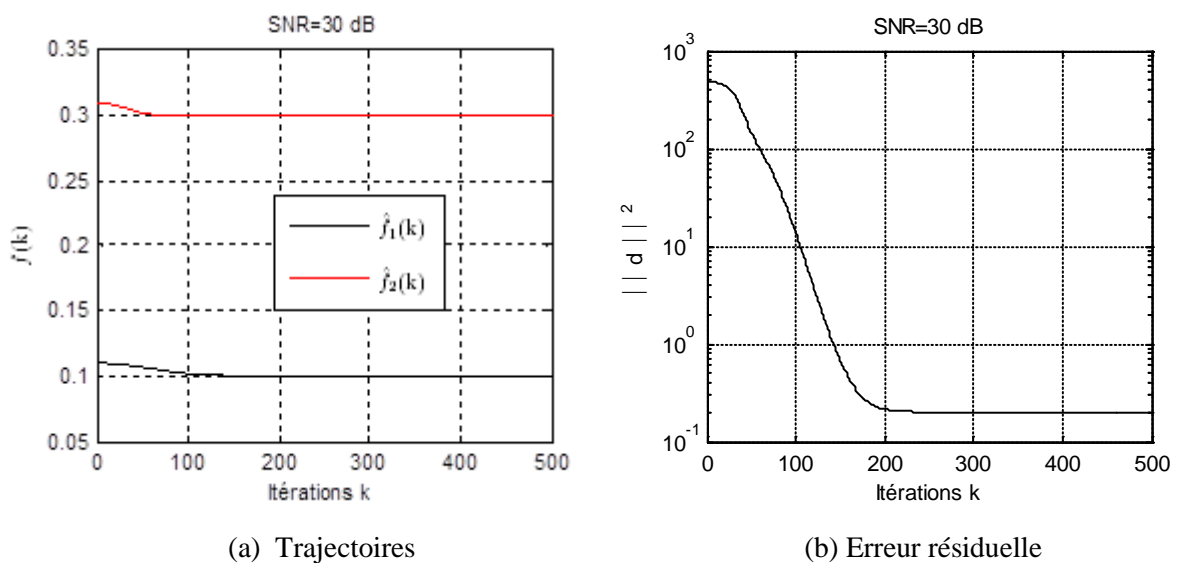 SNR=30 dB
0.35
0.3
0.25
0.2
0.15
0.1
0.05
f̂(k)
f̂₁(k)
f̂₂(k)
0 100 200 300 400 500
Itérations k
(a) Trajectoires
SNR=30 dB
10³
10²
10¹
10⁰
10⁻¹
|| d ||²
0 100 200 300 400 500
Itérations k
(b) Erreur résiduelle